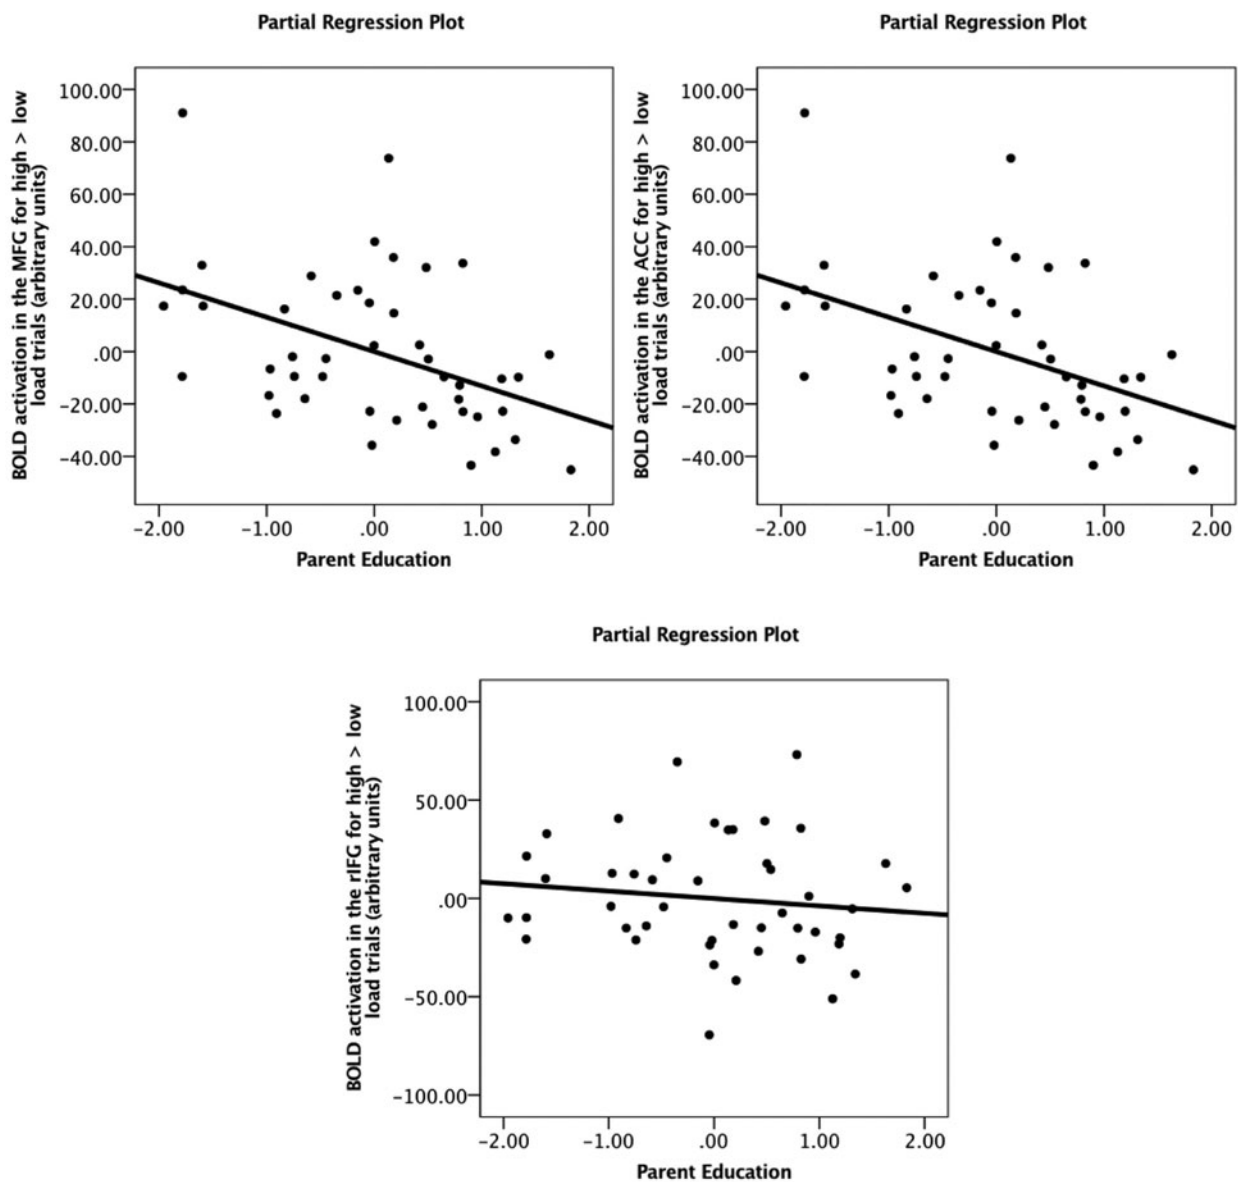 Partial Regression Plot
BOLD activation in the MFG for high > low
load trials (arbitrary units)
100.00
80.00
60.00
40.00
20.00
.00
−20.00
−40.00
−2.00 −1.00 .00 1.00 2.00
Parent Education
Partial Regression Plot
BOLD activation in the ACC for high > low
load trials (arbitrary units)
100.00
80.00
60.00
40.00
20.00
.00
−20.00
−40.00
−2.00 −1.00 .00 1.00 2.00
Parent Education
Partial Regression Plot
BOLD activation in the rIFG for high > low
load trials (arbitrary units)
100.00
50.00
.00
−50.00
−100.00
−2.00 −1.00 .00 1.00 2.00
Parent Education